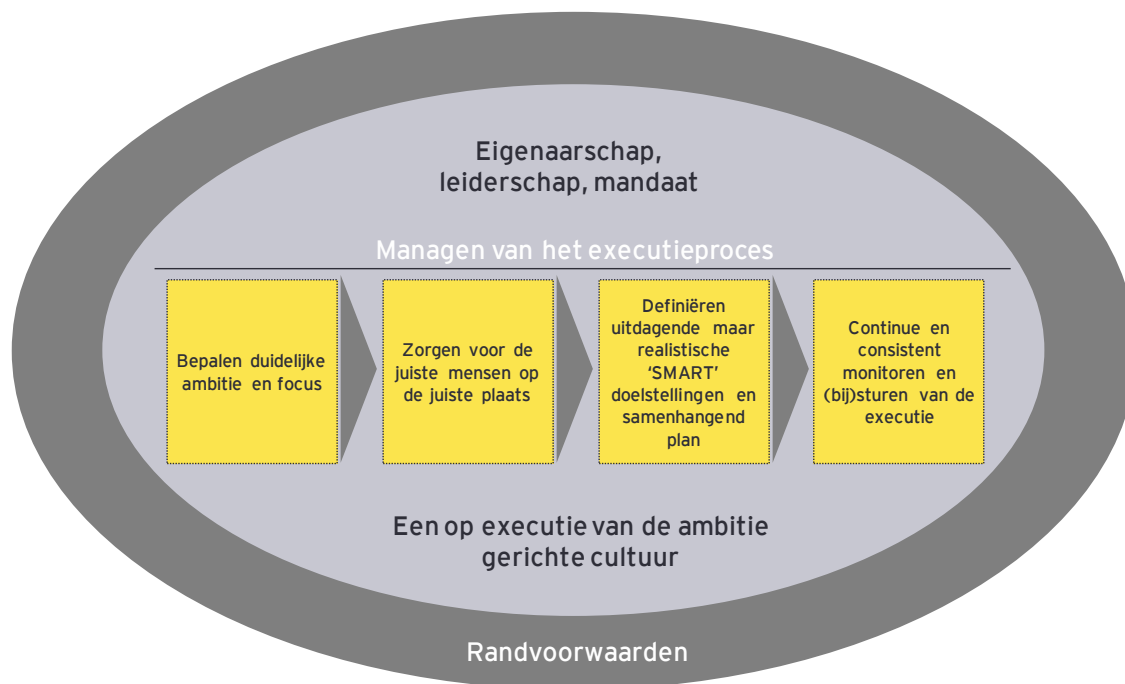 Eigenaarschap,
leiderschap, mandaat
Managen van het executieproces
Bepalen duidelijke
ambitie en focus
Zorgen voor de
juiste mensen op
de juiste plaats
Definiëren
uitdagende maar
realistische
‘SMART’
doelstellingen en
samenhangend
plan
Continue en
consistent
monitoren en
(bij)sturen van de
executie
Een op executie van de ambitie
gerichte cultuur
Randvoorwaarden